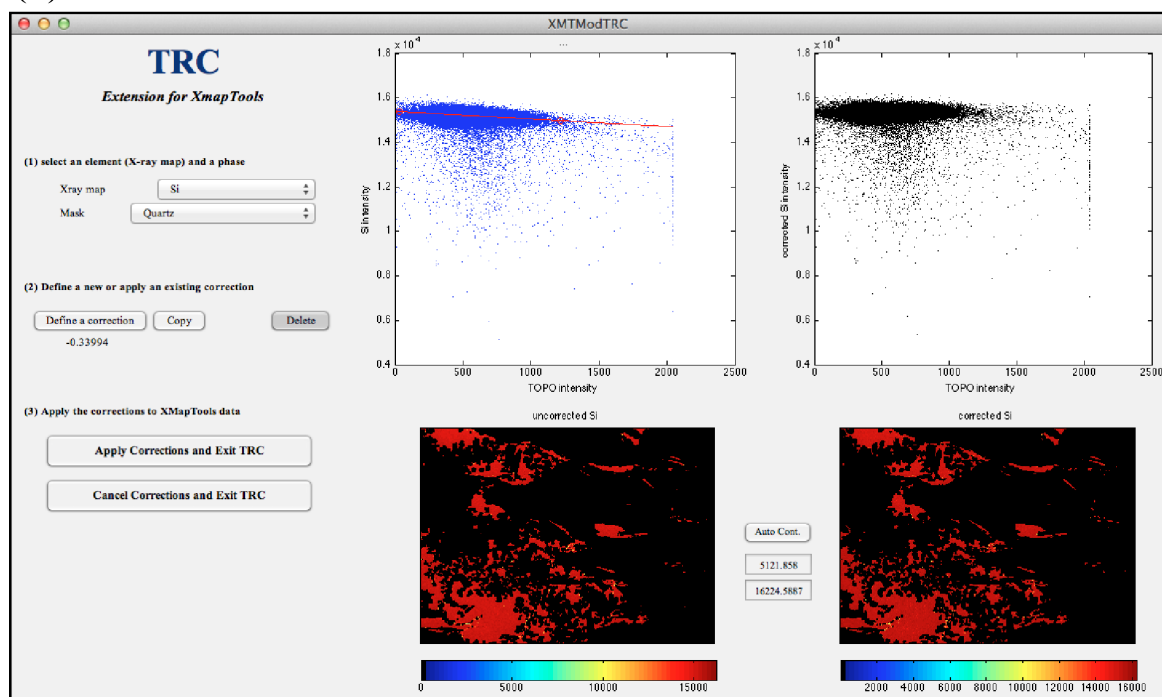 XMTModTRC
TRC
Extension for XmapTools
(1) select an element (X-ray map) and a phase
Xray map Si
Mask Quartz
(2) Define a new or apply an existing correction
Define a correction Copy Delete
-0.33994
(3) Apply the corrections to XMapTools data
Apply Corrections and Exit TRC
Cancel Corrections and Exit TRC
...
x 10^4
1.8
1.6
1.4
1.2
1
0.8
0.6
0.4
Si intensity
0 500 1000 1500 2000 2500
TOPO intensity
x 10^4
1.8
1.6
1.4
1.2
1
0.8
0.6
0.4
corrected Si intensity
0 500 1000 1500 2000 2500
TOPO intensity
uncorrected Si
0 5000 10000 15000
Auto Cont.
5121.858
16224.5887
corrected Si
2000 4000 6000 8000 10000 12000 14000 16000